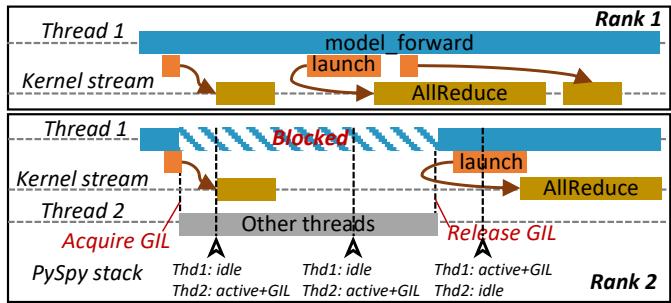 Thread 1
Rank 1
model_forward
launch
Kernel stream
AllReduce
Thread 1
Blocked
launch
Kernel stream
AllReduce
Thread 2
Other threads
Acquire GIL
Release GIL
PySpy stack
Thd1: idle
Thd2: active+GIL
Thd1: idle
Thd2: active+GIL
Thd1: active+GIL
Thd2: idle
Rank 2